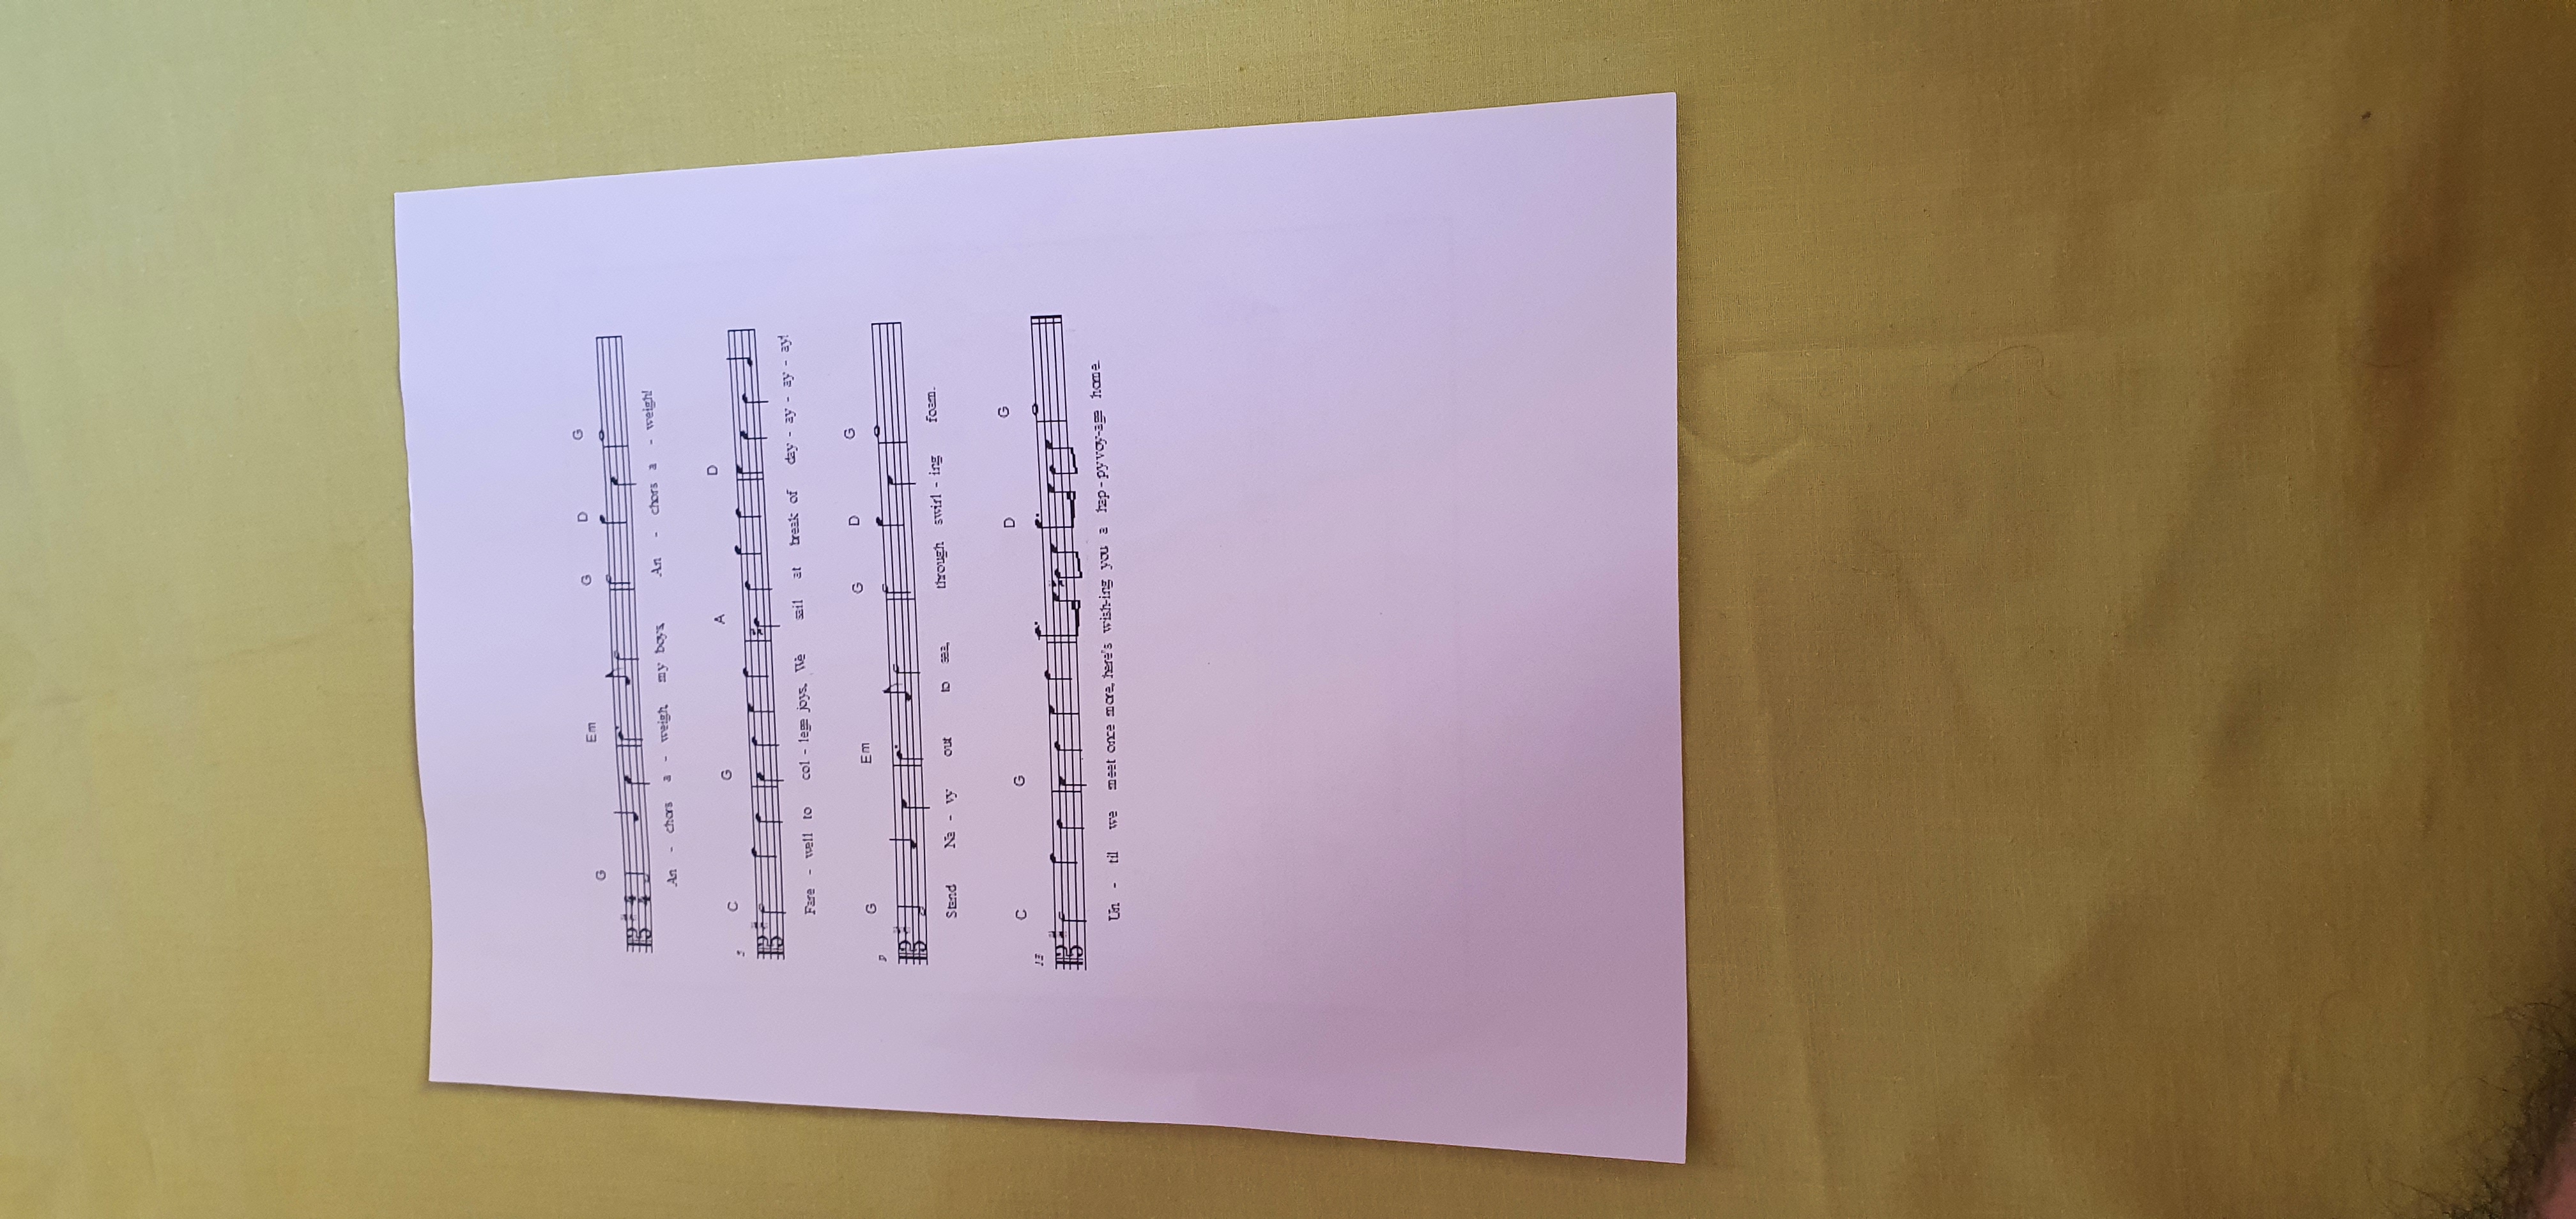 G Em G D G
An - chors a - weigh my boys, An - chors a - weigh!
5
C G A D
Fare - well to col - lege joys, We sail at break of day - ay - ay - ay!
9
G Em G D G
Stand Na - vy out to sea, through swirl - ing foam.
13
C G D G
Un - til we meet once more, here's wish-ing you a hap - py voy-age home.